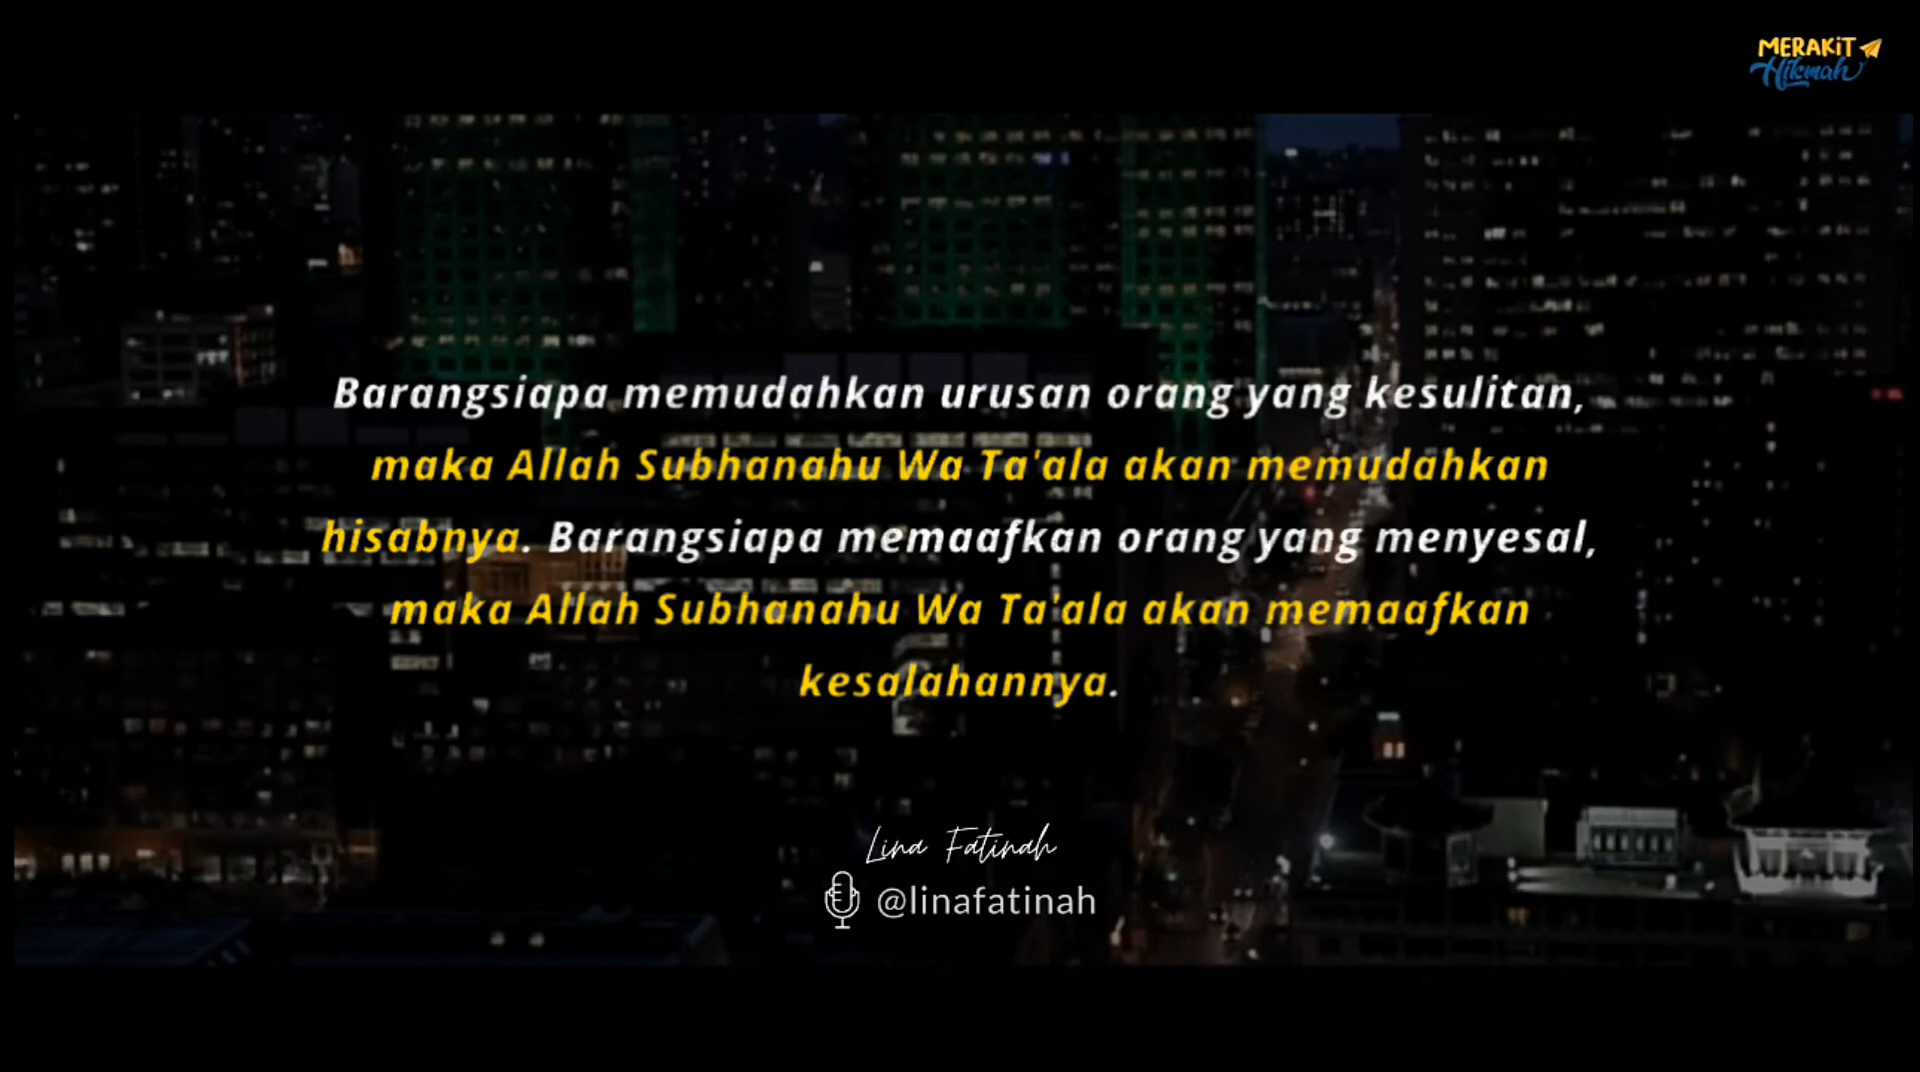 MERAKiT
Hikmah
Barangsiapa memudahkan urusan orang yang kesulitan,
maka Allah Subhanahu Wa Ta'ala akan memudahkan
hisabnya. Barangsiapa memaafkan orang yang menyesal,
maka Allah Subhanahu Wa Ta'ala akan memaafkan
kesalahannya.
Lina Fatinah
@linafatinah